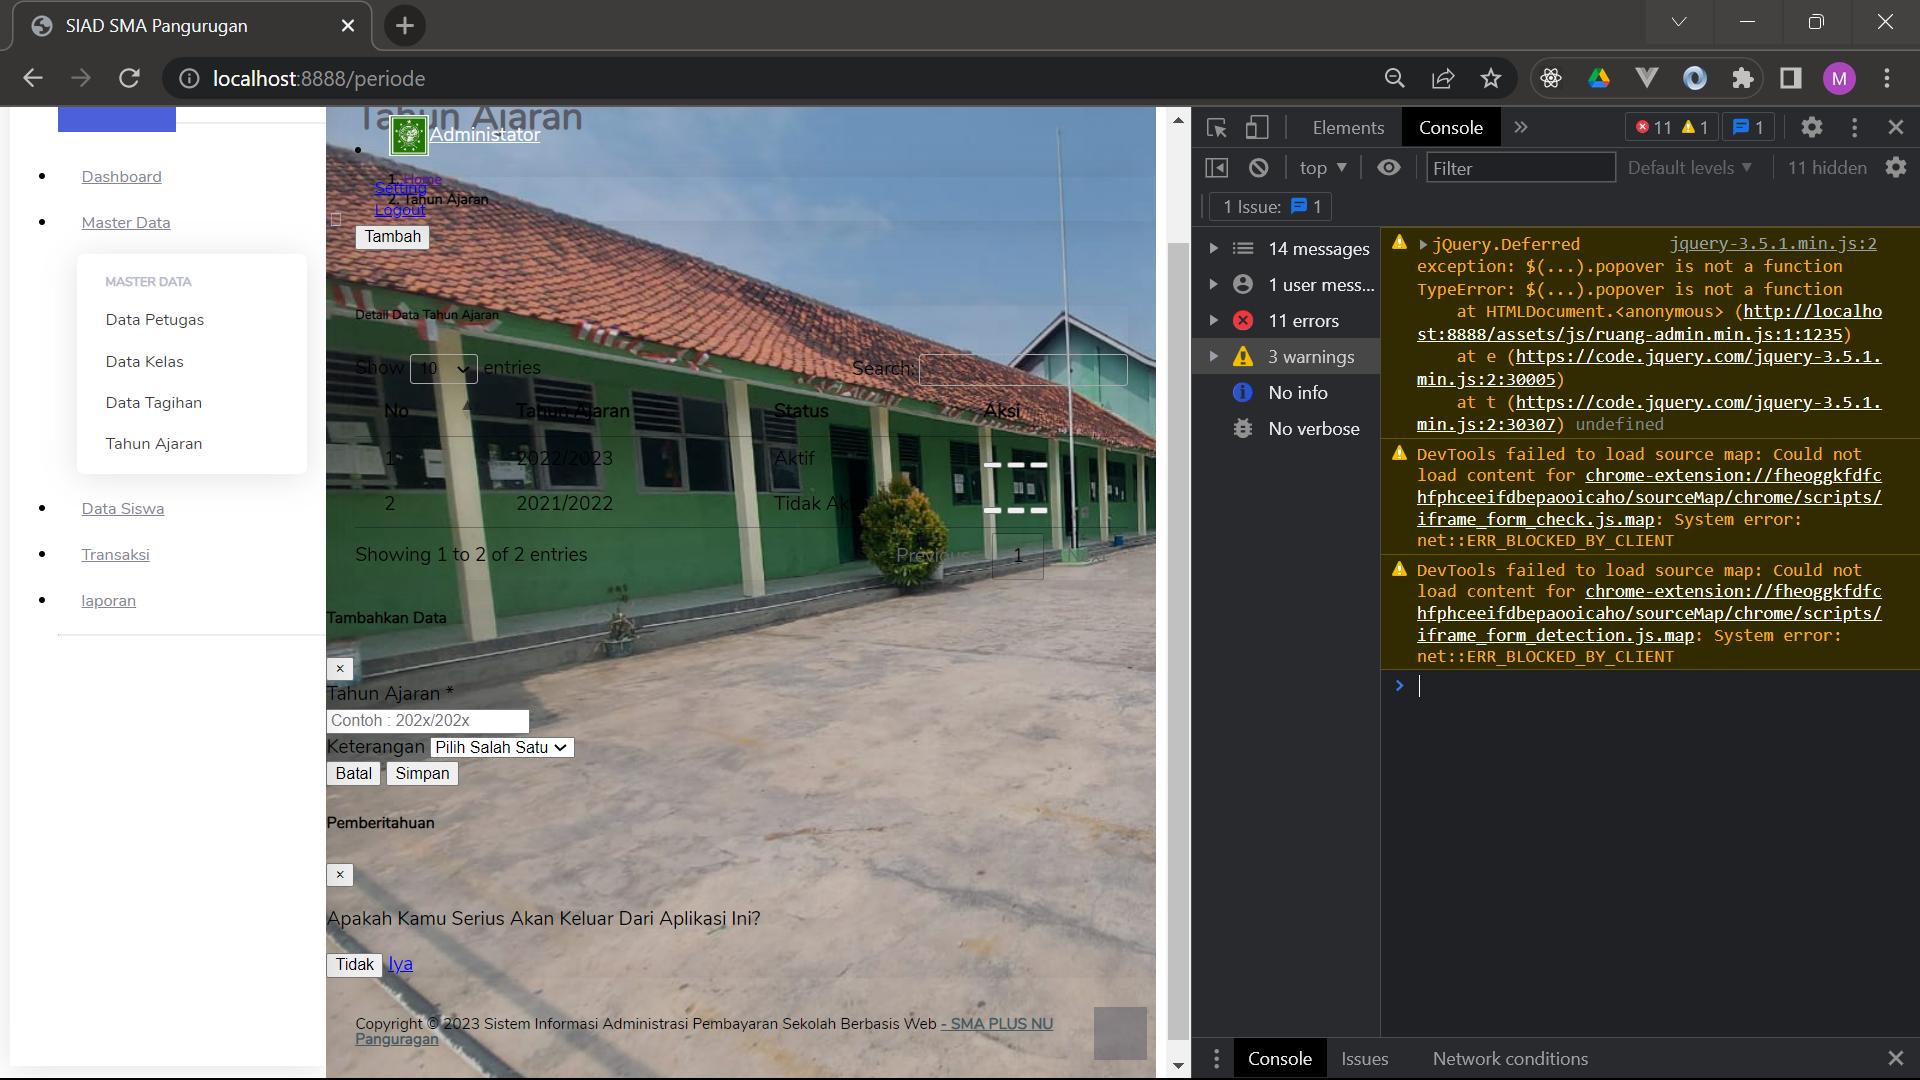 SIAD SMA Pangurugan
localhost:8888/periode
M
Tahun Ajaran
Administator
1. Home
2. Tahun Ajaran
Setting
Logout
Tambah
Dashboard
Master Data
MASTER DATA
Data Petugas
Data Kelas
Data Tagihan
Tahun Ajaran
Data Siswa
Transaksi
laporan
Detail Data Tahun Ajaran
Show 10 entries
Search:
No Tahun Ajaran Status Aksi
1 2022/2023 Aktif
2 2021/2022 Tidak
Showing 1 to 2 of 2 entries
Previous 1 Next
Tambahkan Data
×
Tahun Ajaran *
Contoh : 202x/202x
Keterangan Pilih Salah Satu
Batal Simpan
Pemberitahuan
×
Apakah Kamu Serius Akan Keluar Dari Aplikasi Ini?
Tidak Iya
Copyright © 2023 Sistem Informasi Administrasi Pembayaran Sekolah Berbasis Web - SMA PLUS NU
Panguragan
Elements Console » 11 1 1
top Filter Default levels 11 hidden
1 Issue: 1
14 messages
1 user mess...
11 errors
3 warnings
No info
No verbose
jQuery.Deferred jquery-3.5.1.min.js:2
exception: $(...).popover is not a function
TypeError: $(...).popover is not a function
at HTMLDocument.<anonymous> (http://localho
st:8888/assets/js/ruang-admin.min.js:1:1235)
at e (https://code.jquery.com/jquery-3.5.1.
min.js:2:30005)
at t (https://code.jquery.com/jquery-3.5.1.
min.js:2:30307) undefined
DevTools failed to load source map: Could not
load content for chrome-extension://fheoggkfdfc
hfphceeifdbepaooicaho/sourceMap/chrome/scripts/
iframe_form_check.js.map: System error:
net::ERR_BLOCKED_BY_CLIENT
DevTools failed to load source map: Could not
load content for chrome-extension://fheoggkfdfc
hfphceeifdbepaooicaho/sourceMap/chrome/scripts/
iframe_form_detection.js.map: System error:
net::ERR_BLOCKED_BY_CLIENT
Console Issues Network conditions